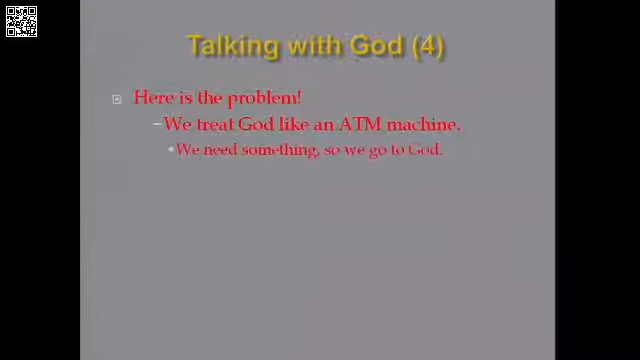 Talking with God (4)
Here is the problem!
–We treat God like an ATM machine.
•We need something, so we go to God.